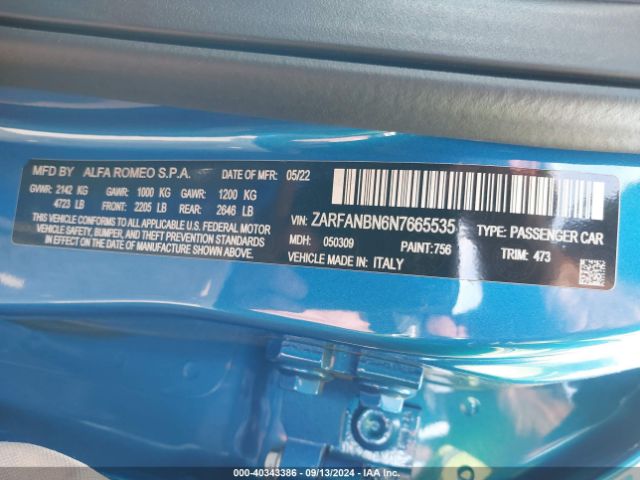 MFD BY ALFA ROMEO S.P.A. DATE OF MFR: 05/22
GVWR: 2142 KG GAWR: 1000 KG GAWR: 1200 KG
4723 LB FRONT: 2205 LB REAR: 2646 LB
THIS VEHICLE CONFORMS TO ALL APPLICABLE U.S. FEDERAL MOTOR
VEHICLE SAFETY, BUMPER, AND THEFT PREVENTION STANDARDS
IN EFFECT ON THE DATE OF MANUFACTURE SHOWN ABOVE.
VIN: ZARFANBN6N7665535 TYPE: PASSENGER CAR
MDH: 050309 PAINT:756 TRIM: 473
VEHICLE MADE IN: ITALY
000-40343386 - 09/13/2024 - IAA Inc.